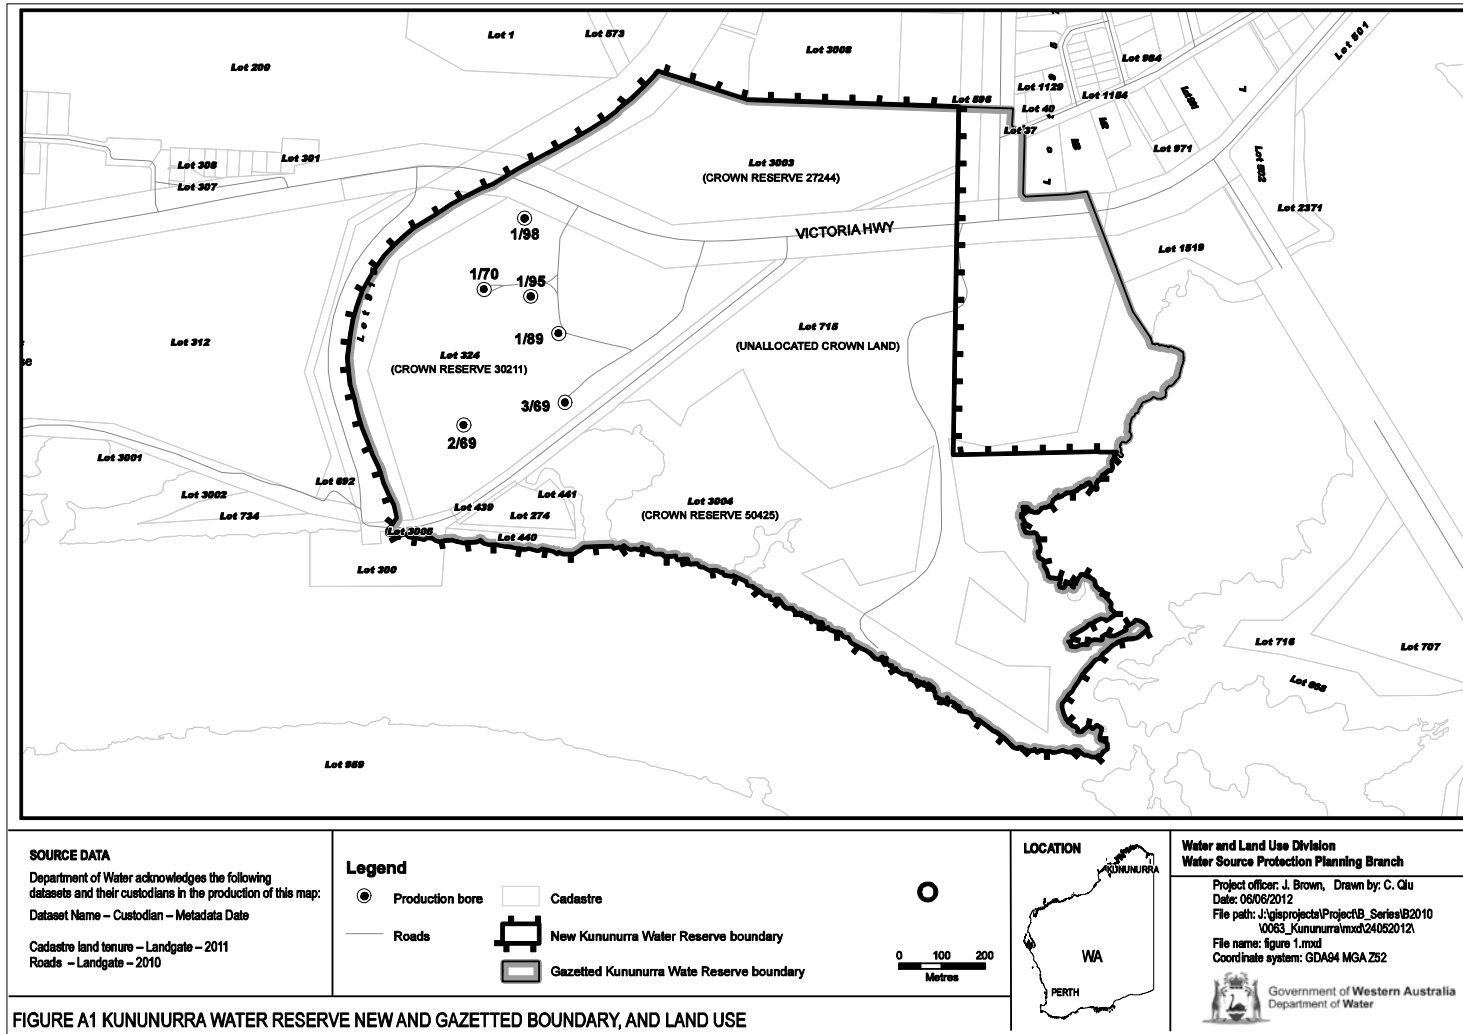 Lot 1
Lot 573
Lot 3008
Lot 200
Lot 501
Lot 984
Lot 1129
Lot 1184
Lot 596
Lot 40
Lot 37
Lot 971
Lot 502
Lot 2371
Lot 1519
Lot 308
Lot 301
Lot 307
Lot 3003
(CROWN RESERVE 27244)
VICTORIA HWY
1/98
1/70
1/95
1/89
Lot 312
Lot 324
(CROWN RESERVE 30211)
Lot 715
(UNALLOCATED CROWN LAND)
3/69
2/69
Lot 3001
Lot 692
Lot 3002
Lot 734
Lot 439
Lot 441
Lot 274
Lot 440
Lot 3005
Lot 300
Lot 3004
(CROWN RESERVE 50425)
Lot 716
Lot 707
Lot 868
Lot 959
SOURCE DATA
Department of Water acknowledges the following
datasets and their custodians in the production of this map:
Dataset Name – Custodian – Metadata Date
Cadastre land tenure – Landgate – 2011
Roads – Landgate – 2010
Legend
Production bore
Roads
Cadastre
New Kununurra Water Reserve boundary
Gazetted Kununurra Wate Reserve boundary
0 100 200
Metres
LOCATION
KUNUNURRA
WA
PERTH
Water and Land Use Division
Water Source Protection Planning Branch
Project officer: J. Brown, Drawn by: C. Qiu
Date: 06/06/2012
File path: J:\gisprojects\Project\B_Series\B2010
\0063_Kununurra\mxd\24052012\
File name: figure 1.mxd
Coordinate system: GDA94 MGA Z52
Government of Western Australia
Department of Water
FIGURE A1 KUNUNURRA WATER RESERVE NEW AND GAZETTED BOUNDARY, AND LAND USE